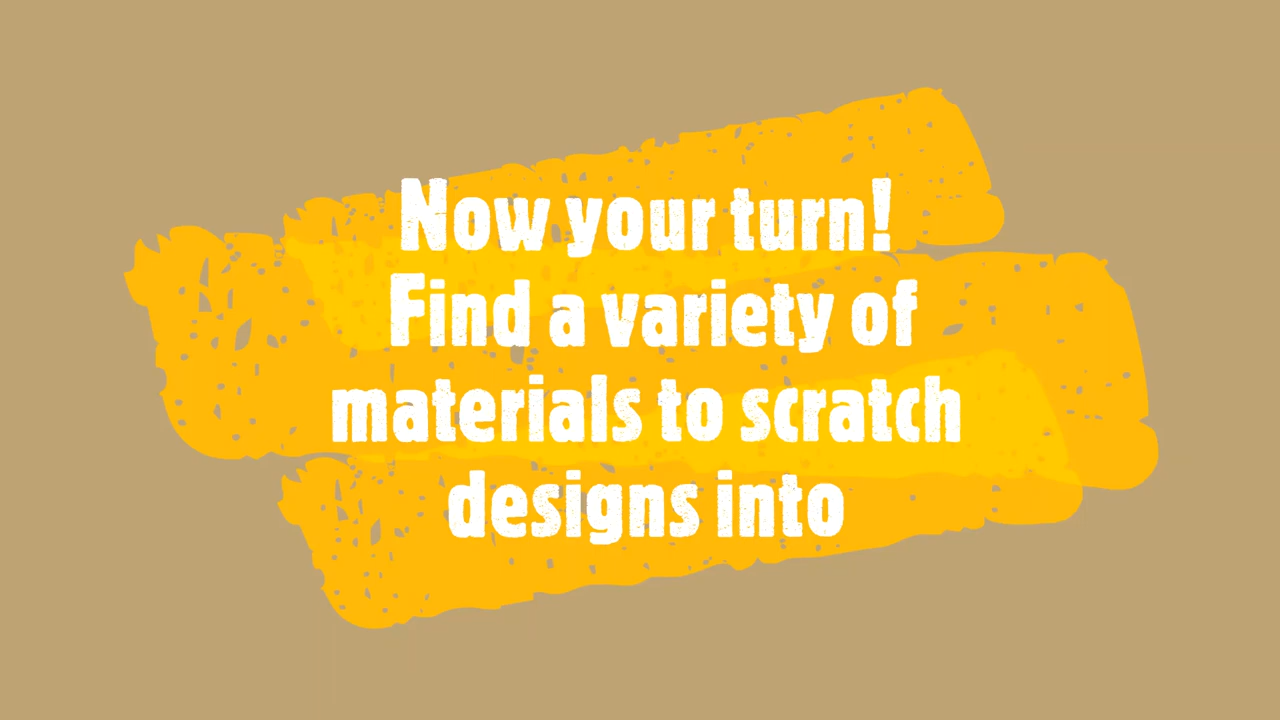 Now your turn!
Find a variety of
materials to scratch
designs into